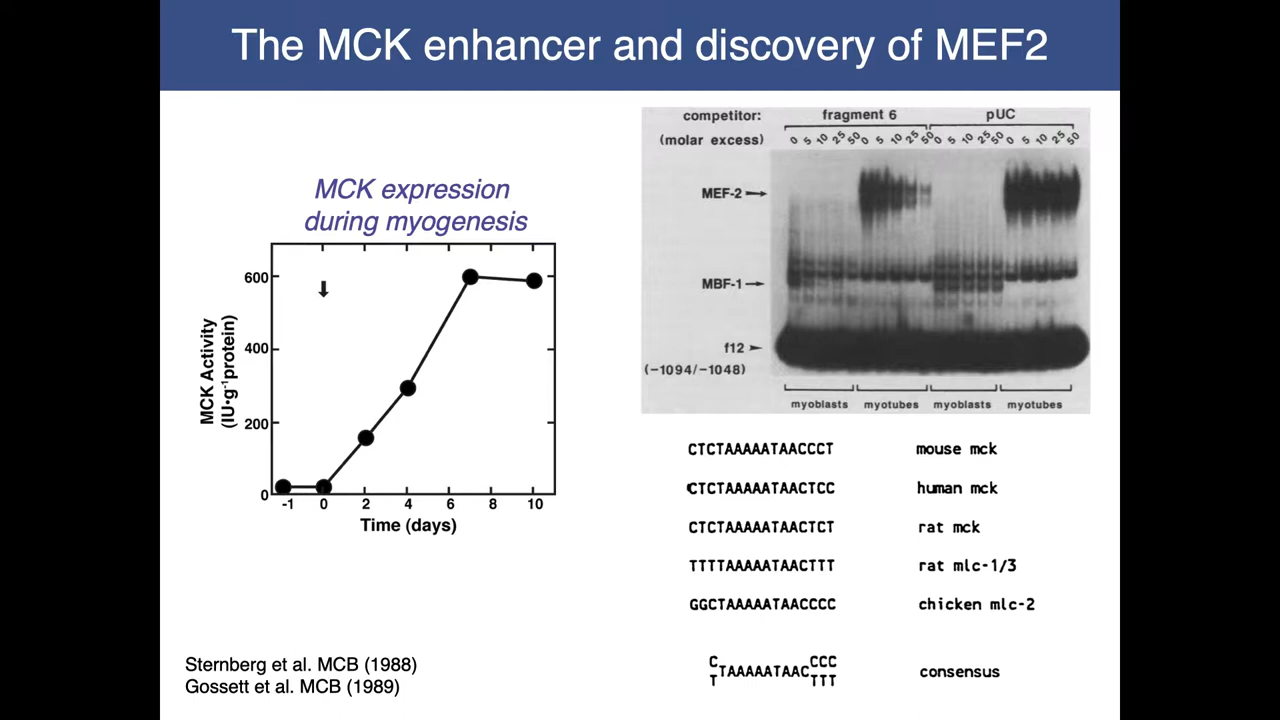 The MCK enhancer and discovery of MEF2
MCK expression
during myogenesis
600
400
200
0
MCK Activity
(IU•g⁻¹protein)
-1 0 2 4 6 8 10
Time (days)
competitor: fragment 6 pUC
(molar excess) 0 5 10 25 50 0 5 10 25 50 0 5 10 25 50 0 5 10 25 50
MEF-2
MBF-1
f12
(-1094/-1048)
myoblasts myotubes myoblasts myotubes
CTCTAAAAATAACCCT mouse mck
CTCTAAAAATAACTCC human mck
CTCTAAAAATAACTCT rat mck
TTTTAAAAATAACTTT rat mlc-1/3
GGCTAAAAATAACCCC chicken mlc-2
C CCC
TAAAAATAAC consensus
T TTT
Sternberg et al. MCB (1988)
Gossett et al. MCB (1989)